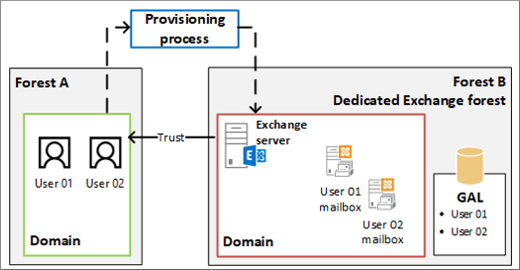 Provisioning
process
Forest A
Forest B
Dedicated Exchange forest
User 01
User 02
Domain
Trust
Exchange
server
E
User 01
mailbox
User 02
mailbox
Domain
GAL
• User 01
• User 02